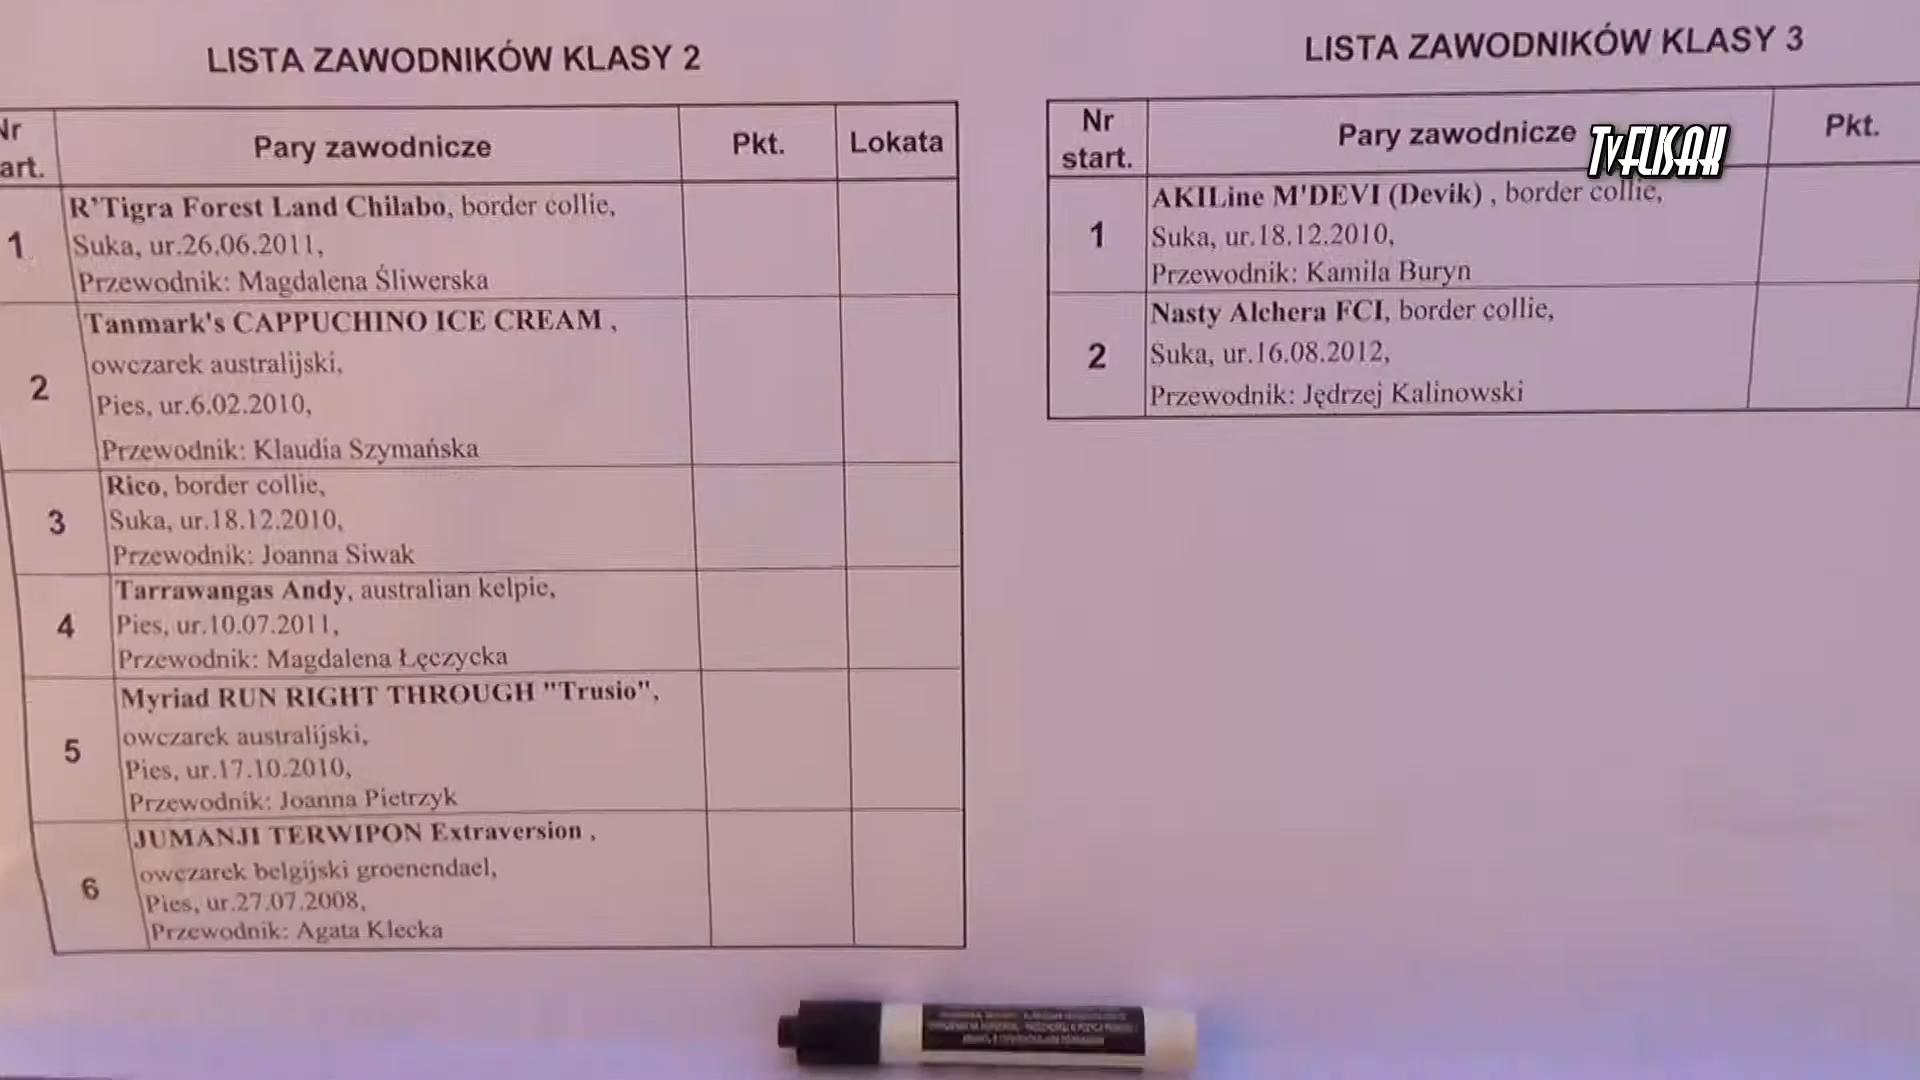 LISTA ZAWODNIKÓW KLASY 2
Nr
art.
Pary zawodnicze
Pkt.
Lokata
1
R'Tigra Forest Land Chilabo, border collie,
Suka, ur.26.06.2011,
Przewodnik: Magdalena Śliwerska
2
Tanmark's CAPPUCHINO ICE CREAM ,
owczarek australijski,
Pies, ur.6.02.2010,
Przewodnik: Klaudia Szymańska
3
Rico, border collie,
Suka, ur.18.12.2010,
Przewodnik: Joanna Siwak
4
Tarrawangas Andy, australian kelpie,
Pies, ur.10.07.2011,
Przewodnik: Magdalena Łęczycka
5
Myriad RUN RIGHT THROUGH "Trusio",
owczarek australijski,
Pies, ur.17.10.2010,
Przewodnik: Joanna Pietrzyk
6
JUMANJI TERWIPON Extraversion ,
owczarek belgijski groenendael,
Pies, ur.27.07.2008,
Przewodnik: Agata Klecka
LISTA ZAWODNIKÓW KLASY 3
Nr
start.
Pary zawodnicze
Pkt.
TVFLISAK
1
AKILine M'DEVI (Devik) , border collie,
Suka, ur.18.12.2010,
Przewodnik: Kamila Buryn
2
Nasty Alchera FCI, border collie,
Suka, ur.16.08.2012,
Przewodnik: Jędrzej Kalinowski